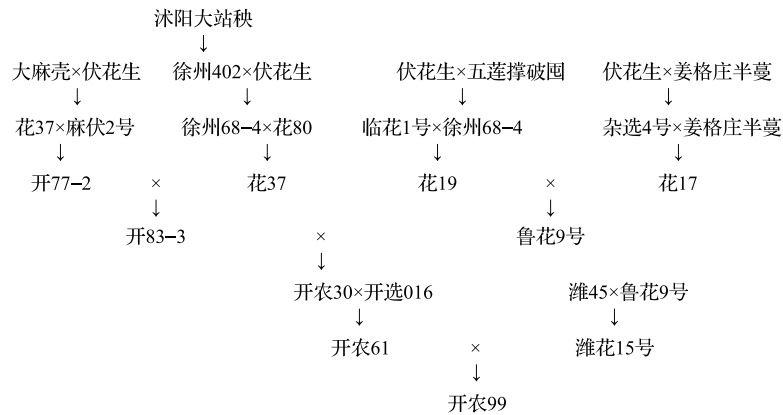 沭阳大站秧
↓
大麻壳×伏花生 徐州402×伏花生 伏花生×五莲撑破囤 伏花生×姜格庄半蔓
↓ ↓ ↓ ↓
花37×麻伏2号 徐州68-4×花80 临花1号×徐州68-4 杂选4号×姜格庄半蔓
↓ ↓ ↓ ↓
开77-2 × 花37 花19 × 花17
↓ ↓
开83-3 × 鲁花9号
↓
开农30×开选016 潍45×鲁花9号
↓ ↓
开农61 × 潍花15号
↓
开农99